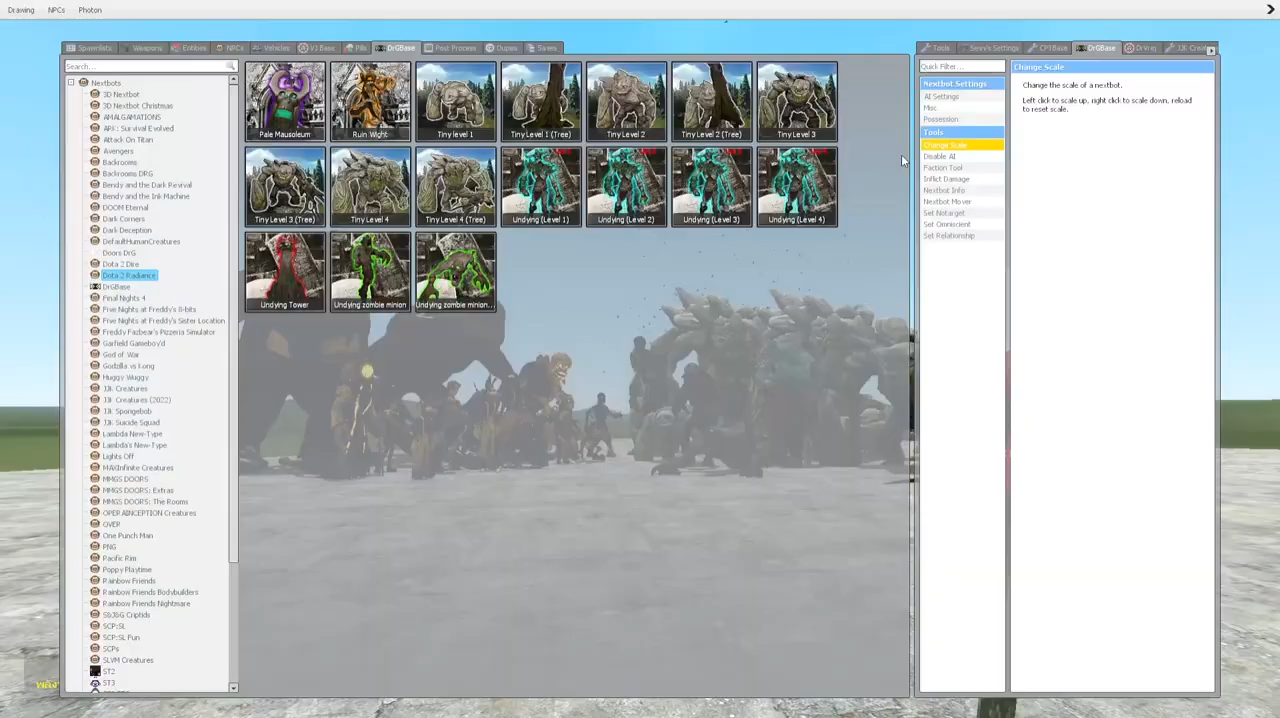 Drawing NPCs Photon
Spawnlists Weapons Entities NPCs Vehicles VJ Base Pills DrGBase Post Process Dupes Saves
Search...
Nextbots
3D Nextbot
3D Nextbot Christmas
AMALGAMATIONS
ARK: Survival Evolved
Attack On Titan
Avengers
Backrooms
Backrooms DRG
Bendy and the Dark Revival
Bendy and the Ink Machine
DOOM Eternal
Dark Corners
Dark Deception
DefaultHumanCreatures
Doors DrG
Dota 2 Dire
Dota 2 Radiance
DrGBase
Final Nights 4
Five Nights at Freddy's 8-bits
Five Nights at Freddy's Sister Location
Freddy Fazbear's Pizzeria Simulator
Garfield Gameboy'd
God of War
Godzilla vs Kong
Huggy Wuggy
JJK Creatures
JJK Creatures (2022)
JJK Spongebob
JJK Suicide Squad
Lambda New-Type
Lambda's New-Type
Lights Off
MAXInfinite Creatures
MMGS DOORS
MMGS DOORS: Extras
MMGS DOORS: The Rooms
OPER AINCEPTION Creatures
OVER
One Punch Man
PNG
Pacific Rim
Poppy Playtime
Rainbow Friends
Rainbow Friends Bodybuilders
Rainbow Friends Nightmare
S&J&G Criptids
SCP:SL
SCP:SL Fun
SCPs
SLVM Creatures
ST2
ST3
Pale Mausoleum Ruin Wight Tiny level 1 Tiny Level 1 (Tree) Tiny Level 2 Tiny Level 2 (Tree) Tiny Level 3
Tiny Level 3 (Tree) Tiny Level 4 Tiny Level 4 (Tree) Undying (Level 1) Undying (Level 2) Undying (Level 3) Undying (Level 4)
Undying Tower Undying zombie minion Undying zombie minion...
Tools Servy's Settings CPTBase DrGBase Driving JJK Crea
Quick Filter...
Nextbot Settings
AI Settings
Misc
Possession
Tools
Change Scale
Disable AI
Faction Tool
Inflict Damage
Nextbot Info
Nextbot Mover
Set Notarget
Set Omniscient
Set Relationship
Change Scale
Change the scale of a nextbot.
Left click to scale up, right click to scale down, reload
to reset scale.